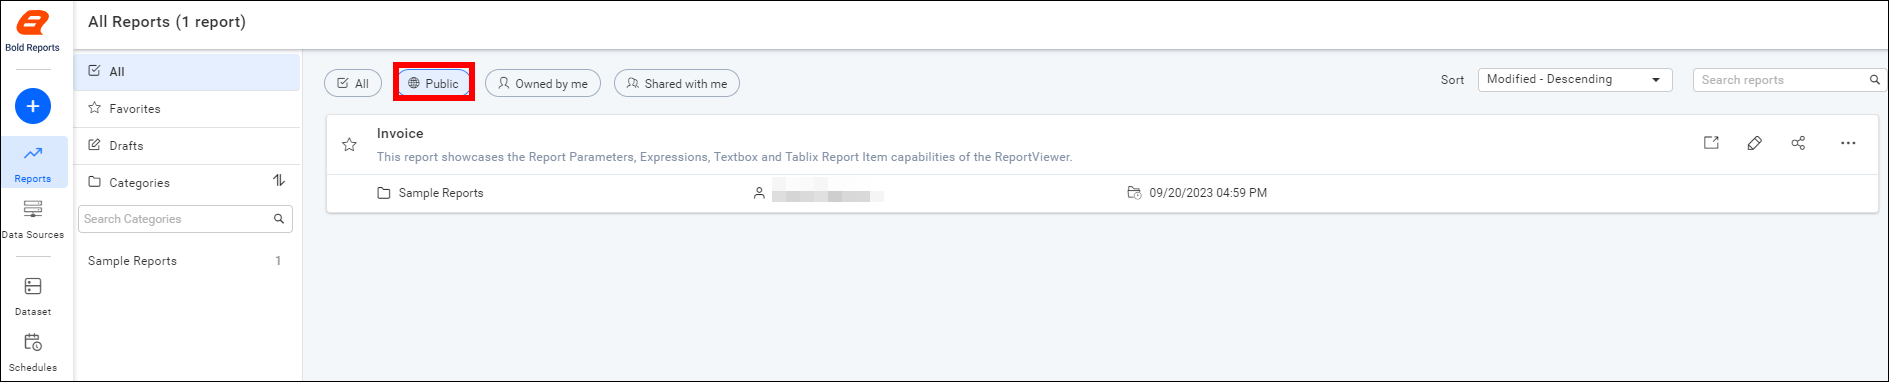 Bold Reports
Reports
Data Sources
Dataset
Schedules
All Reports (1 report)
All
Favorites
Drafts
Categories
Search Categories
Sample Reports 1
All Public Owned by me Shared with me
Sort Modified - Descending Search reports
Invoice
This report showcases the Report Parameters, Expressions, Textbox and Tablix Report Item capabilities of the ReportViewer.
Sample Reports 09/20/2023 04:59 PM